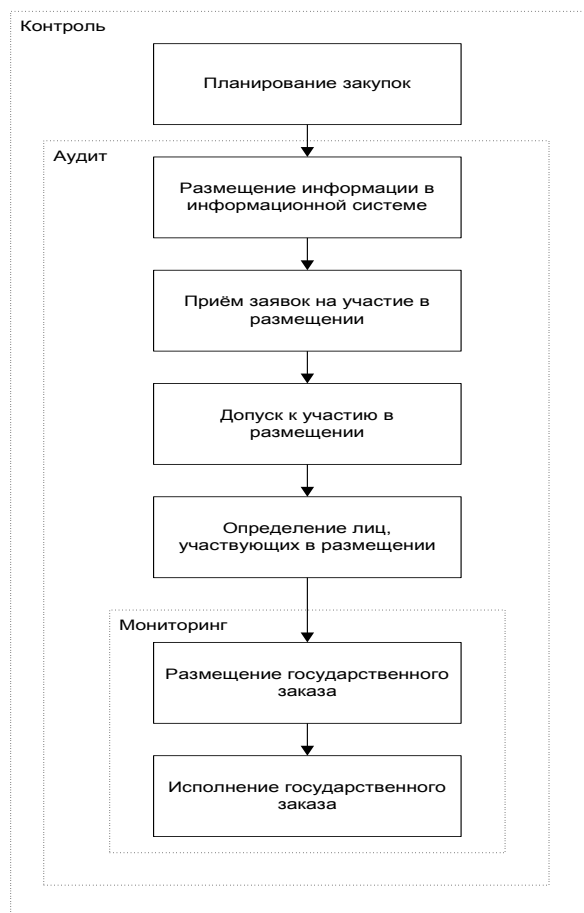 Контроль
Планирование закупок
Аудит
Размещение информации в
информационной системе
Приём заявок на участие в
размещении
Допуск к участию в
размещении
Определение лиц,
участвующих в размещении
Мониторинг
Размещение государственного
заказа
Исполнение государственного
заказа